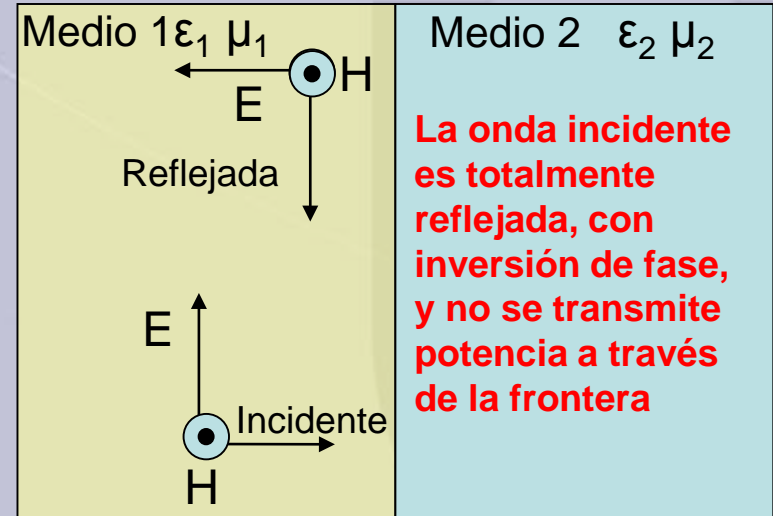 Medio 1ε₁ μ₁
H
E
Reflejada
E
Incidente
H
Medio 2 ε₂ μ₂
La onda incidente
es totalmente
reflejada, con
inversión de fase,
y no se transmite
potencia a través
de la frontera